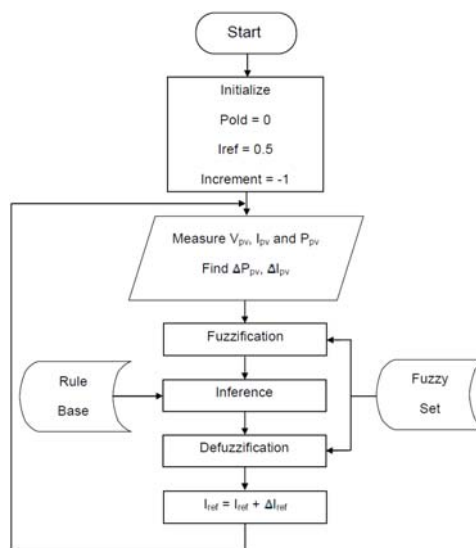 Start
Initialize
Pold = 0
Iref = 0.5
Increment = -1
Measure Vpv, Ipv and Ppv
Find ΔPpv, ΔIpv
Fuzzification
Rule
Base
Inference
Fuzzy
Set
Defuzzification
Iref = Iref + ΔIref